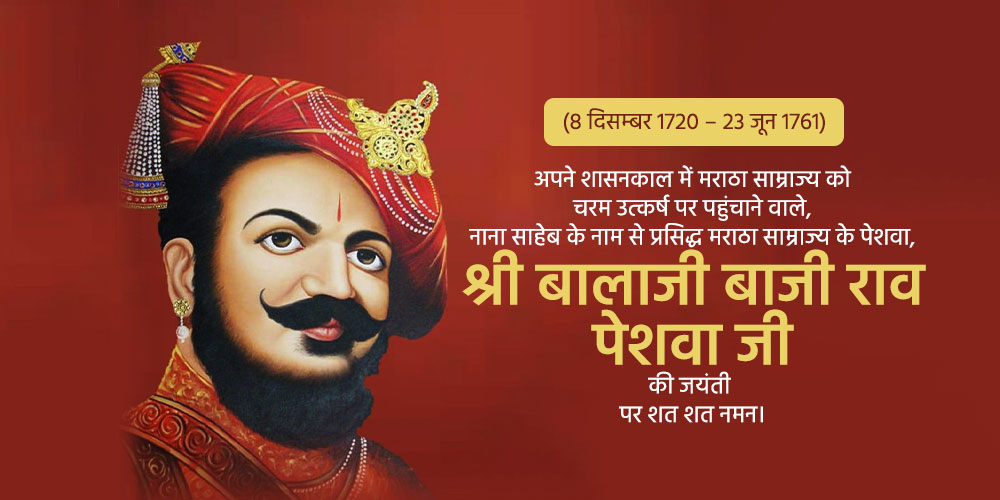 (8 दिसम्बर 1720 – 23 जून 1761)
अपने शासनकाल में मराठा साम्राज्य को
चरम उत्कर्ष पर पहुंचाने वाले,
नाना साहेब के नाम से प्रसिद्ध मराठा साम्राज्य के पेशवा,
श्री बालाजी बाजी राव
पेशवा जी
की जयंती
पर शत शत नमन।